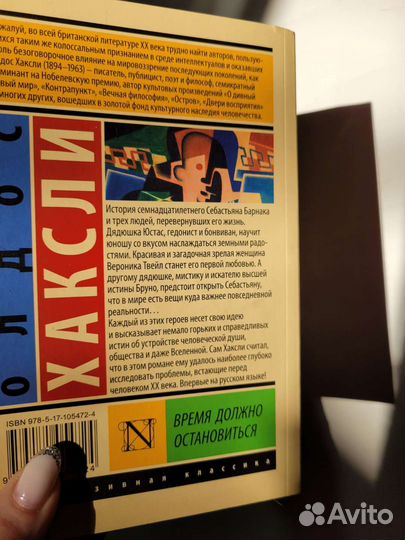 жалуй, во всей британской литературе XX века трудно найти авторов, пользую-
ихся таким же колоссальным признанием в среде интеллектуалов и оказавших
оль безоговорочное влияние на мировоззрение последующих поколений, как
дос Хаксли (1894–1963) — писатель, публицист, поэт и философ, семикратный
минант на Нобелевскую премию, автор культовых произведений «О дивный
вый мир», «Контрапункт», «Вечная философия», «Остров», «Двери восприятия»
многих других, вошедших в золотой фонд культурного наследия человечества.
ОЛДОС
ХАКСЛИ
История семнадцатилетнего Себастьяна Барнака
и трех людей, перевернувших его жизнь.
Дядюшка Юстас, гедонист и бонвиван, научит
юношу со вкусом наслаждаться земными радо-
стями. Красивая и загадочная зрелая женщина
Вероника Твейл станет его первой любовью. А
другому дядюшке, мистику и искателю высшей
истины Бруно, предстоит открыть Себастьяну,
что в мире есть вещи куда важнее повседневной
реальности...
Каждый из этих героев несет свою идею
и высказывает немало горьких и справедливых
истин об устройстве человеческой души,
общества и даже Вселенной. Сам Хаксли считал,
что в этом романе ему удалось наиболее глубоко
исследовать проблемы, встающие перед
человеком XX века. Впервые на русском языке!
ISBN 978-5-17-105472-4
N
ВРЕМЯ ДОЛЖНО
ОСТАНОВИТЬСЯ
зивная классика
Avito